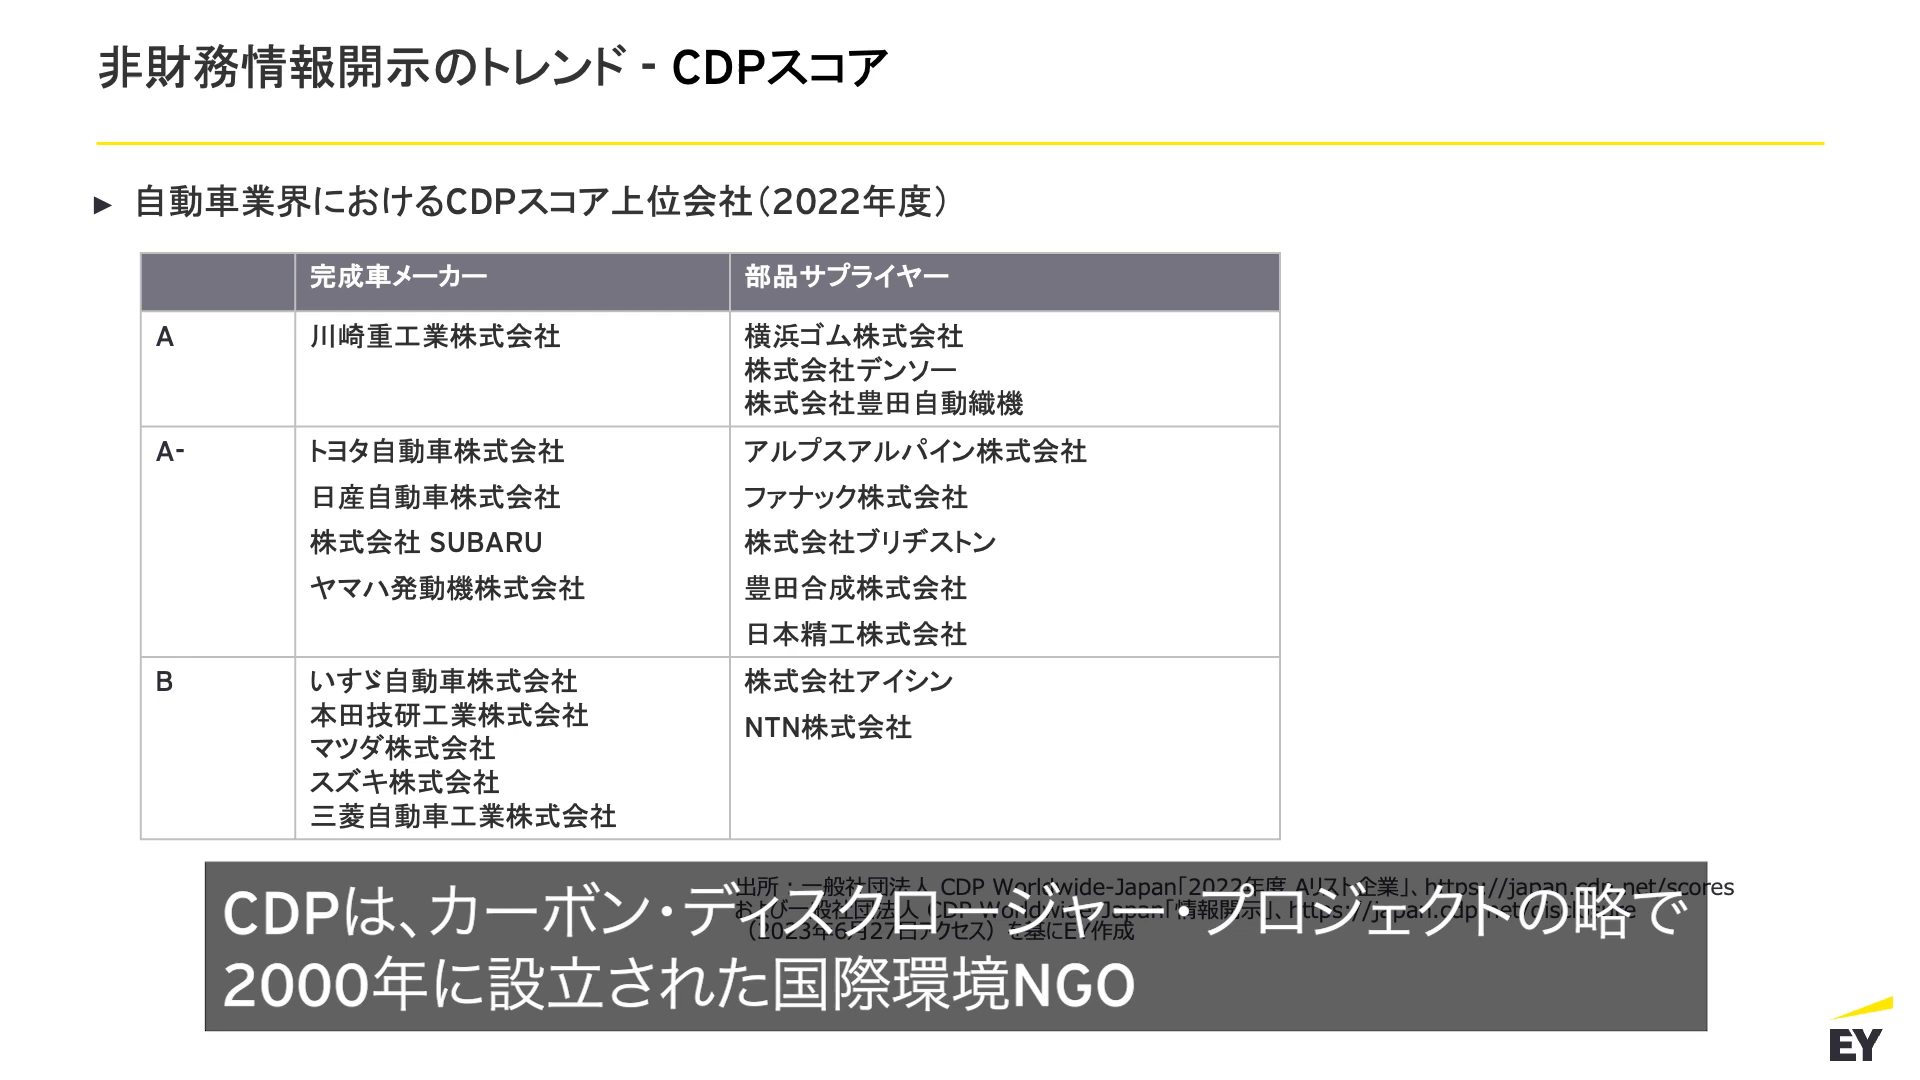 非財務情報開示のトレンド - CDPスコア
► 自動車業界におけるCDPスコア上位会社（2022年度）
完成車メーカー 部品サプライヤー
A 川崎重工業株式会社 横浜ゴム株式会社
株式会社デンソー
株式会社豊田自動織機
A- トヨタ自動車株式会社 アルプスアルパイン株式会社
日産自動車株式会社 ファナック株式会社
株式会社 SUBARU 株式会社ブリヂストン
ヤマハ発動機株式会社 豊田合成株式会社
日本精工株式会社
B いすゞ自動車株式会社 株式会社アイシン
本田技研工業株式会社 NTN株式会社
マツダ株式会社
スズキ株式会社
三菱自動車工業株式会社
出所：一般社団法人 CDP Worldwide-Japan「2022年度 Aリスト企業」、https://japan.cdp.net/scores
および一般社団法人 CDP Worldwide-Japan「情報開示」、https://japan.cdp.net/disclosure
（2023年6月27日アクセス）を基にEY作成
CDPは､カーボン･ディスクロージャー･プロジェクトの略で
2000年に設立された国際環境NGO
EY